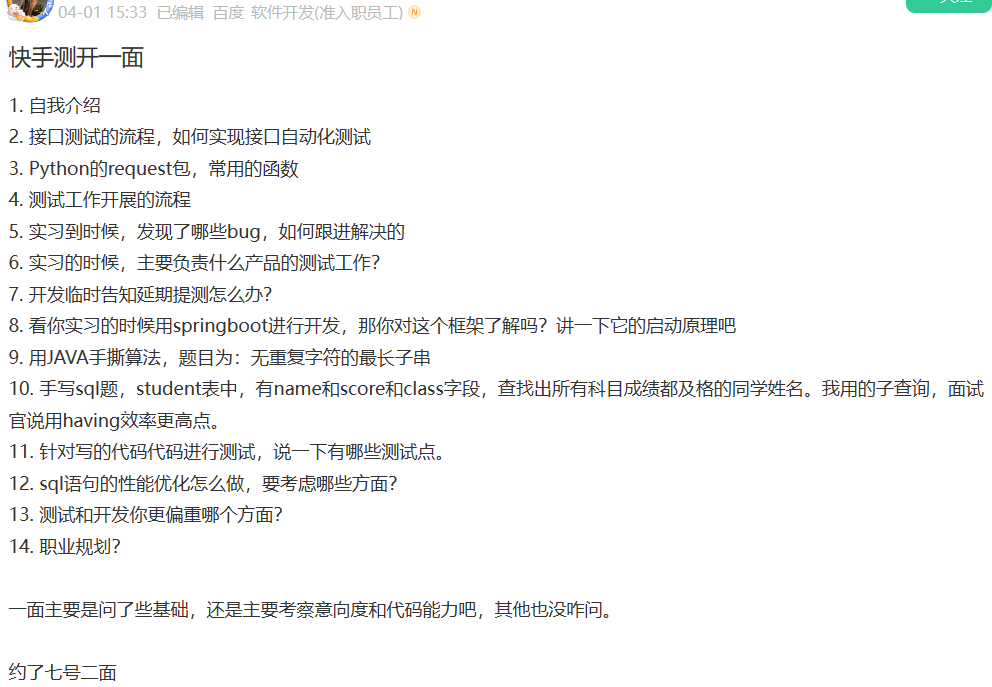 04-01 15:33 已编辑 百度 软件开发(准入职员工) N
快手测开一面
1. 自我介绍
2. 接口测试的流程，如何实现接口自动化测试
3. Python的request包，常用的函数
4. 测试工作开展的流程
5. 实习到时候，发现了哪些bug，如何跟进解决的
6. 实习的时候，主要负责什么产品的测试工作？
7. 开发临时告知延期提测怎么办？
8. 看你实习的时候用springboot进行开发，那你对这个框架了解吗？讲一下它的启动原理吧
9. 用JAVA手撕算法，题目为：无重复字符的最长子串
10. 手写sql题，student表中，有name和score和class字段，查找出所有科目成绩都及格的同学姓名。我用的子查询，面试
官说用having效率更高点。
11. 针对写的代码代码进行测试，说一下有哪些测试点。
12. sql语句的性能优化怎么做，要考虑哪些方面？
13. 测试和开发你更偏重哪个方面？
14. 职业规划？
一面主要是问了些基础，还是主要考察意向度和代码能力吧，其他也没咋问。
约了七号二面